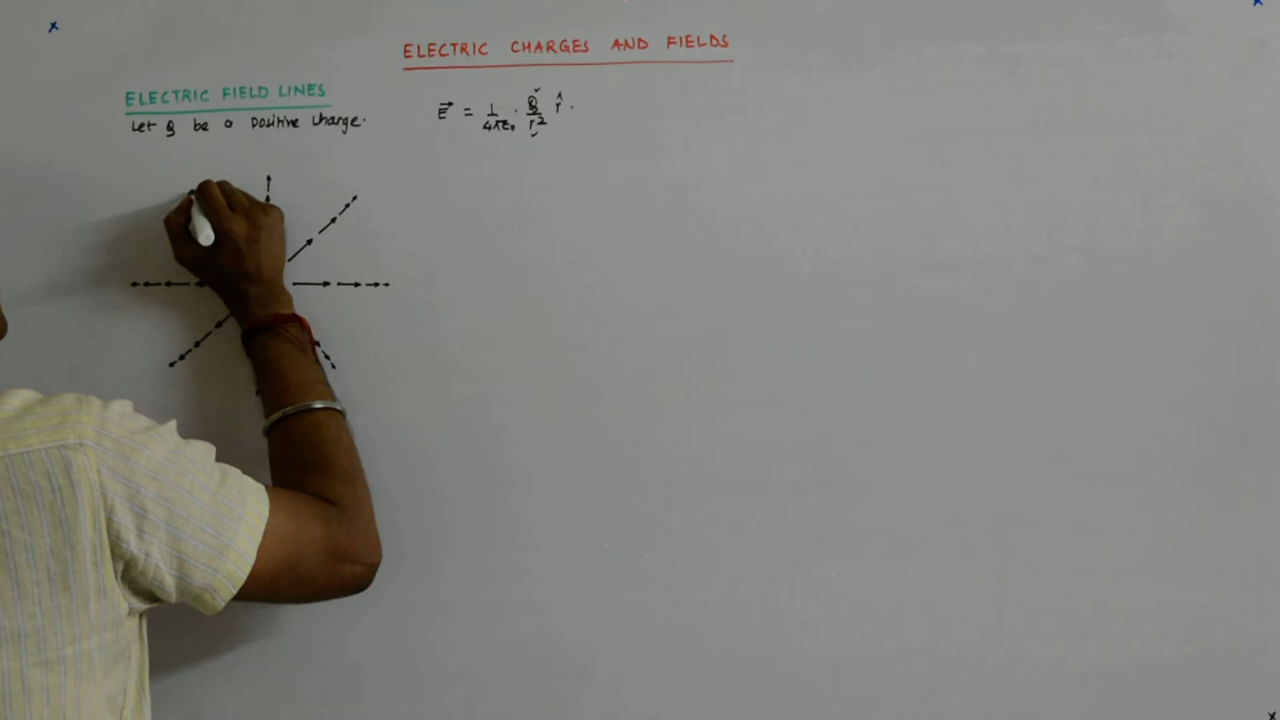 ELECTRIC CHARGES AND FIELDS
ELECTRIC FIELD LINES
Let Q be a Positive charge.
E⃗ = 1/4πε₀ · Q/r² r̂ .